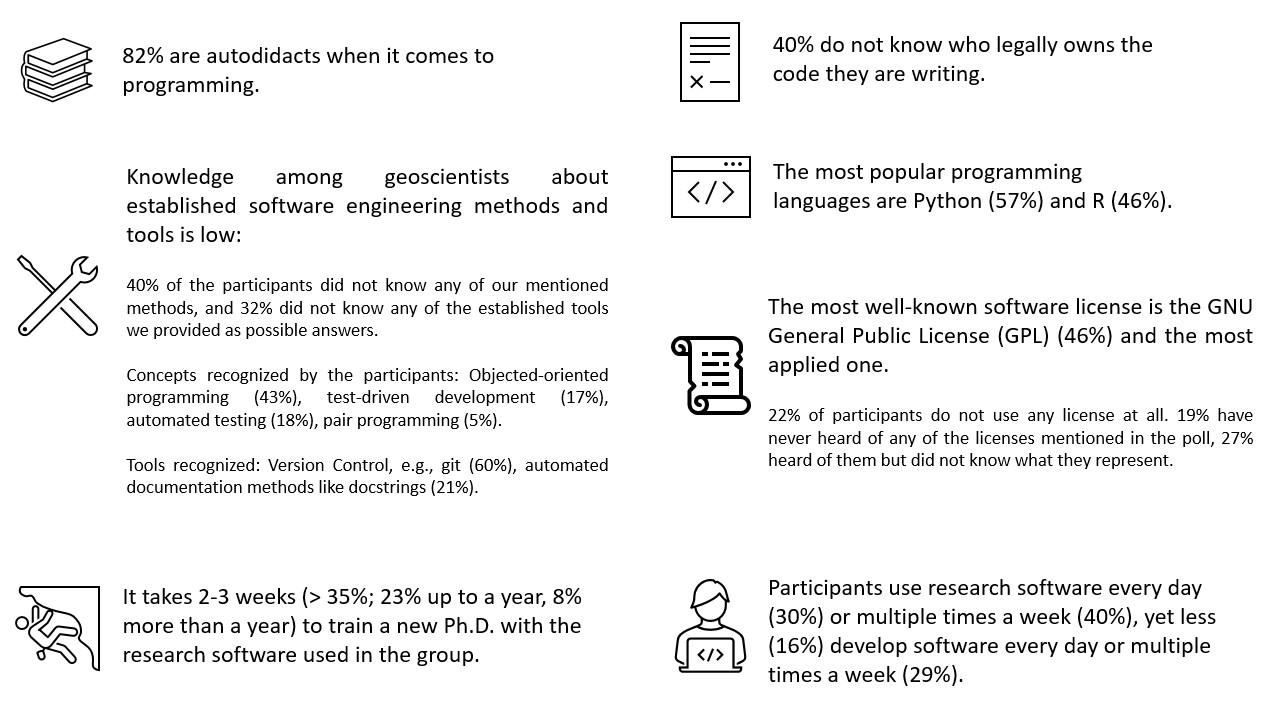 82% are autodidacts when it comes to
programming.
Knowledge among geoscientists about
established software engineering methods and
tools is low:
40% of the participants did not know any of our mentioned
methods, and 32% did not know any of the established tools
we provided as possible answers.
Concepts recognized by the participants: Objected-oriented
programming (43%), test-driven development (17%),
automated testing (18%), pair programming (5%).
Tools recognized: Version Control, e.g., git (60%), automated
documentation methods like docstrings (21%).
It takes 2-3 weeks (> 35%; 23% up to a year, 8%
more than a year) to train a new Ph.D. with the
research software used in the group.
40% do not know who legally owns the
code they are writing.
</>
The most popular programming
languages are Python (57%) and R (46%).
The most well-known software license is the GNU
General Public License (GPL) (46%) and the most
applied one.
22% of participants do not use any license at all. 19% have
never heard of any of the licenses mentioned in the poll, 27%
heard of them but did not know what they represent.
</>
Participants use research software every day
(30%) or multiple times a week (40%), yet less
(16%) develop software every day or multiple
times a week (29%).